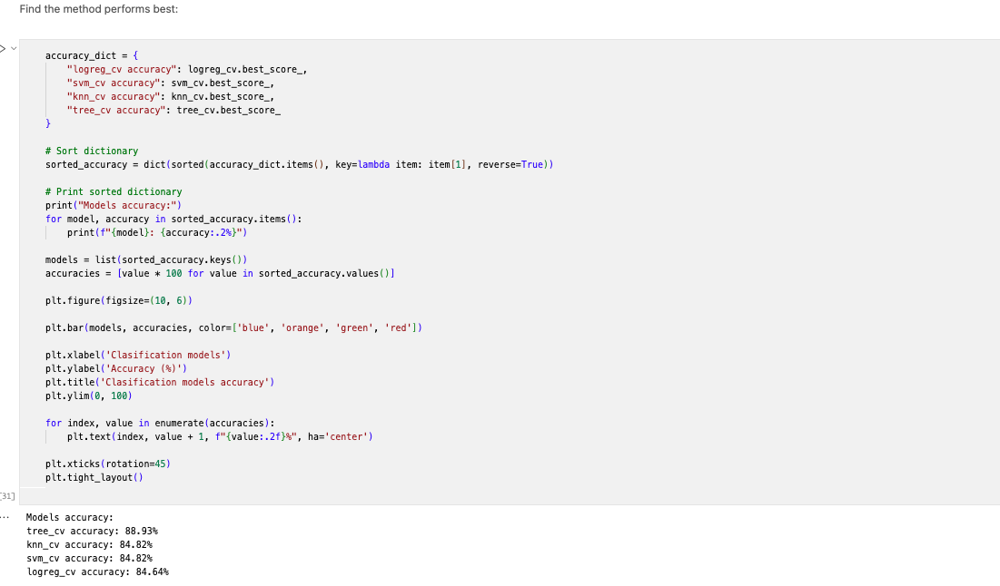 Find the method performs best:
accuracy_dict = {
    "logreg_cv accuracy": logreg_cv.best_score_,
    "svm_cv accuracy": svm_cv.best_score_,
    "knn_cv accuracy": knn_cv.best_score_,
    "tree_cv accuracy": tree_cv.best_score_
}
# Sort dictionary
sorted_accuracy = dict(sorted(accuracy_dict.items(), key=lambda item: item[1], reverse=True))
# Print sorted dictionary
print("Models accuracy:")
for model, accuracy in sorted_accuracy.items():
    print(f"{model}: {accuracy:.2%}")
models = list(sorted_accuracy.keys())
accuracies = [value * 100 for value in sorted_accuracy.values()]
plt.figure(figsize=(10, 6))
plt.bar(models, accuracies, color=['blue', 'orange', 'green', 'red'])
plt.xlabel('Clasification models')
plt.ylabel('Accuracy (%)')
plt.title('Clasification models accuracy')
plt.ylim(0, 100)
for index, value in enumerate(accuracies):
    plt.text(index, value + 1, f"{value:.2f}%", ha='center')
plt.xticks(rotation=45)
plt.tight_layout()
[31]
... Models accuracy:
tree_cv accuracy: 88.93%
knn_cv accuracy: 84.82%
svm_cv accuracy: 84.82%
logreg_cv accuracy: 84.64%